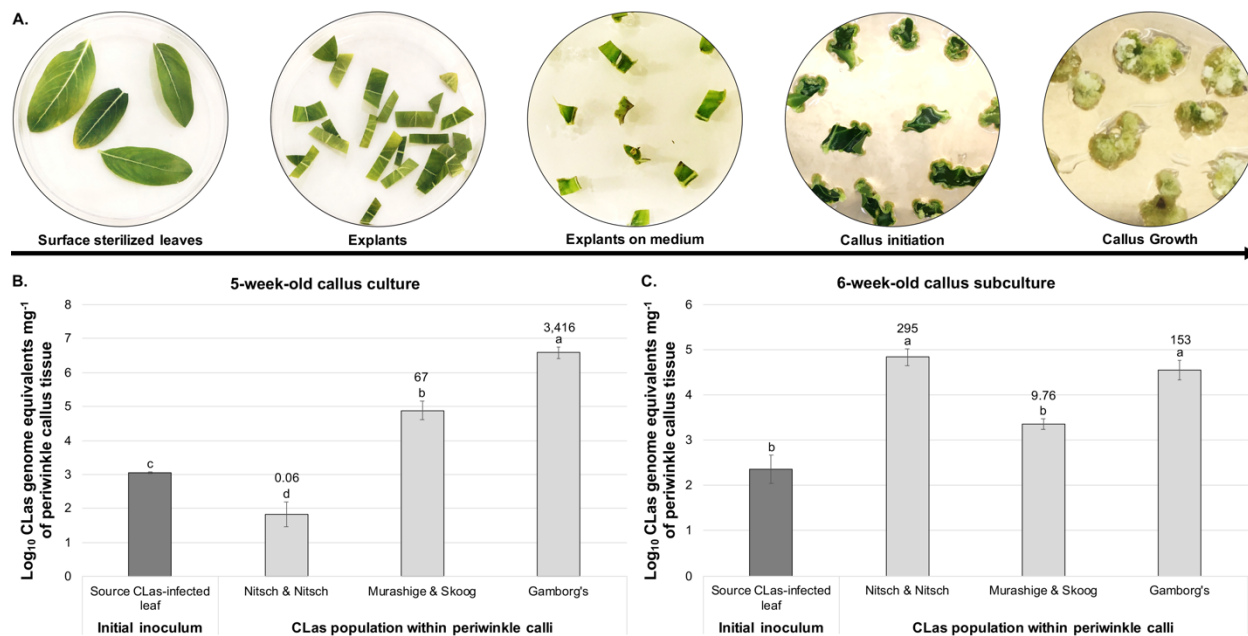 A.
Surface sterilized leaves
Explants
Explants on medium
Callus initiation
Callus Growth
B.
5-week-old callus culture
Log₁₀ CLas genome equivalents mg⁻¹
of periwinkle callus tissue
8
7
6
5
4
3
2
1
0
c
0.06
d
67
b
3,416
a
Source CLas-infected
leaf
Nitsch & Nitsch
Murashige & Skoog
Gamborg's
Initial inoculum
CLas population within periwinkle calli
C.
6-week-old callus subculture
Log₁₀ CLas genome equivalents mg⁻¹
of periwinkle callus tissue
6
5
4
3
2
1
0
b
295
a
9.76
b
153
a
Source CLas-infected
leaf
Nitsch & Nitsch
Murashige & Skoog
Gamborg's
Initial inoculum
CLas population within periwinkle calli